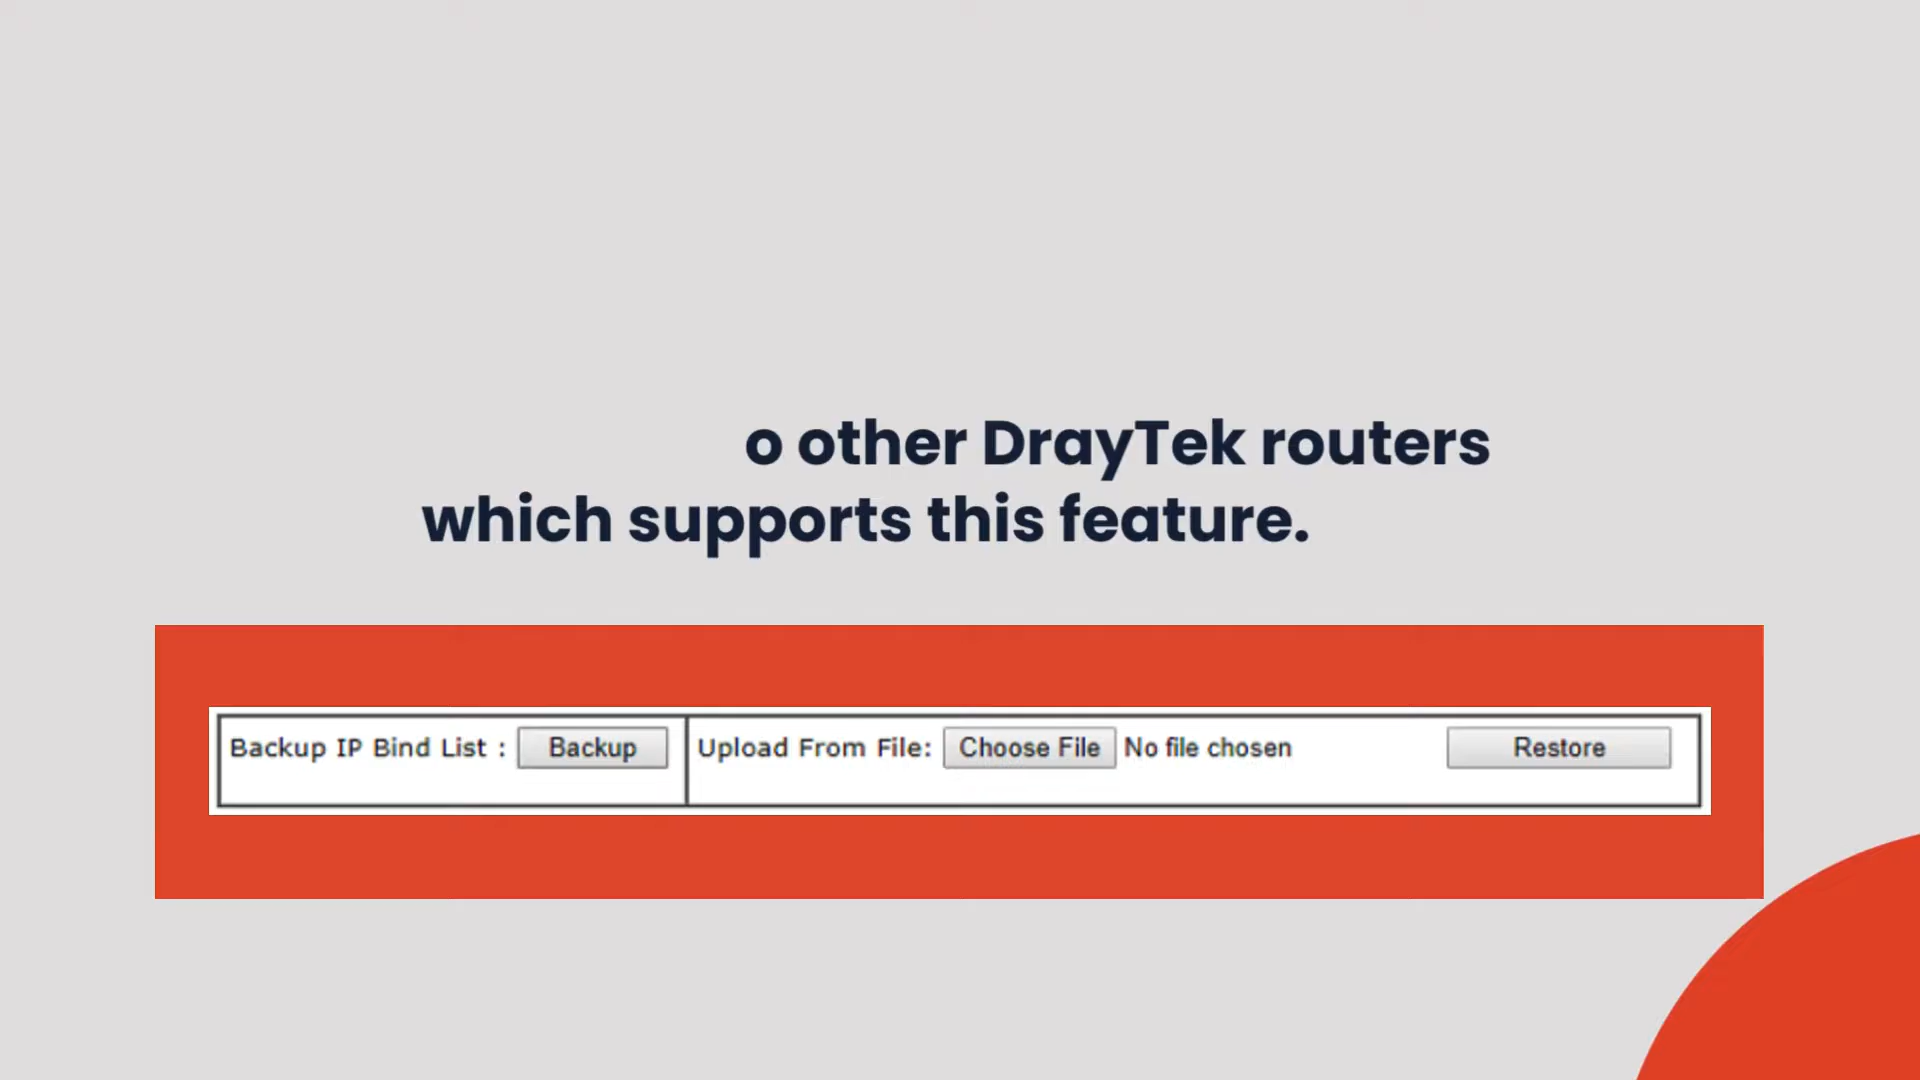 o other DrayTek routers
which supports this feature.
Backup IP Bind List : Backup Upload From File: Choose File No file chosen Restore